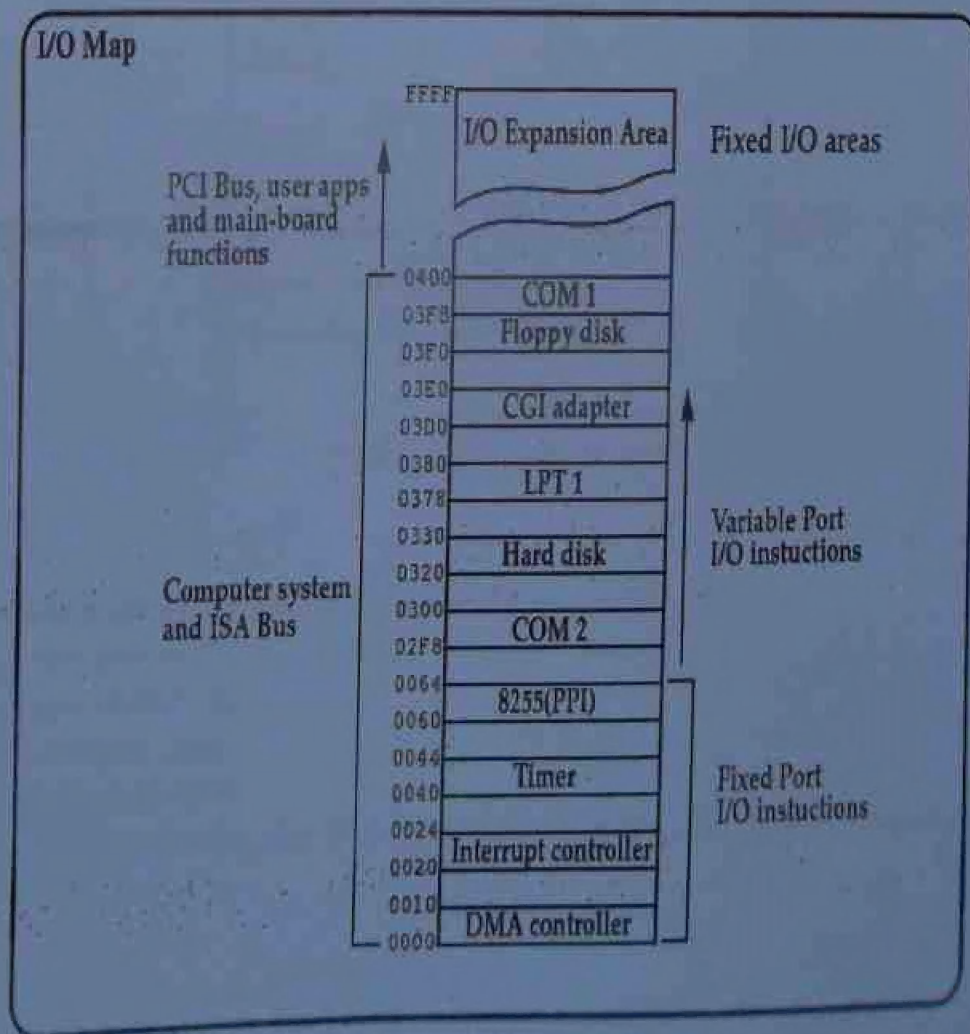 I/O Map
FFFF
I/O Expansion Area
Fixed I/O areas
PCI Bus, user apps
and main-board
functions
0400
COM 1
03F8
Floppy disk
03F0
03E0
CGI adapter
03D0
0380
LPT 1
0378
Variable Port
I/O instuctions
0330
Hard disk
0320
Computer system
and ISA Bus
0300
COM 2
02F8
0064
8255(PPI)
0060
0044
Timer
0040
Fixed Port
I/O instuctions
0024
Interrupt controller
0020
0010
DMA controller
0000